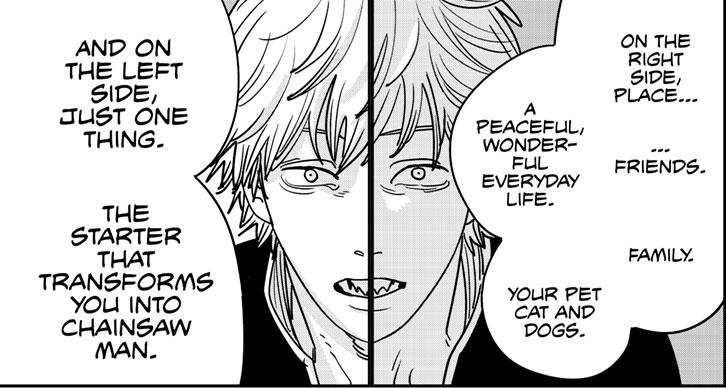 ON THE
RIGHT
SIDE,
PLACE...
...
FRIENDS.
FAMILY.
A
PEACEFUL,
WONDER-
FUL
EVERYDAY
LIFE.
YOUR PET
CAT AND
DOGS.
AND ON
THE LEFT
SIDE,
JUST ONE
THING.
THE
STARTER
THAT
TRANSFORMS
YOU INTO
CHAINSAW
MAN.